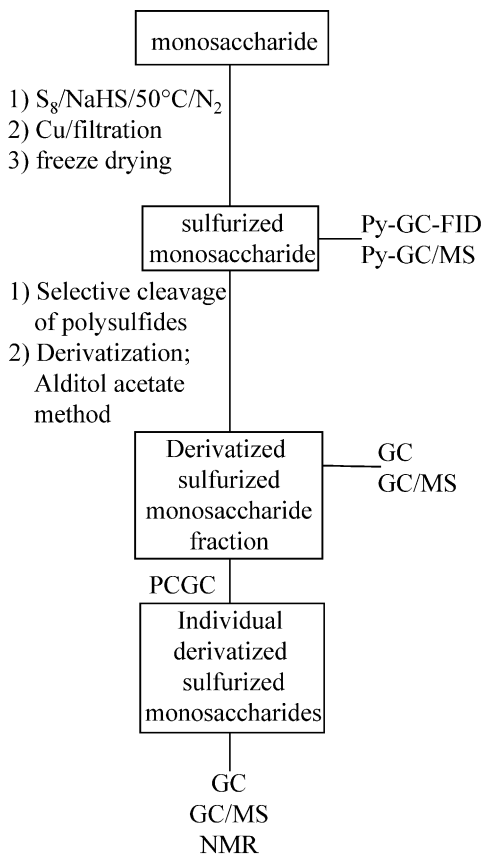 monosaccharide
1) S₈/NaHS/50°C/N₂
2) Cu/filtration
3) freeze drying
sulfurized
monosaccharide
Py-GC-FID
Py-GC/MS
1) Selective cleavage
of polysulfides
2) Derivatization;
Alditol acetate
method
Derivatized
sulfurized
monosaccharide
fraction
GC
GC/MS
PCGC
Individual
derivatized
sulfurized
monosaccharides
GC
GC/MS
NMR